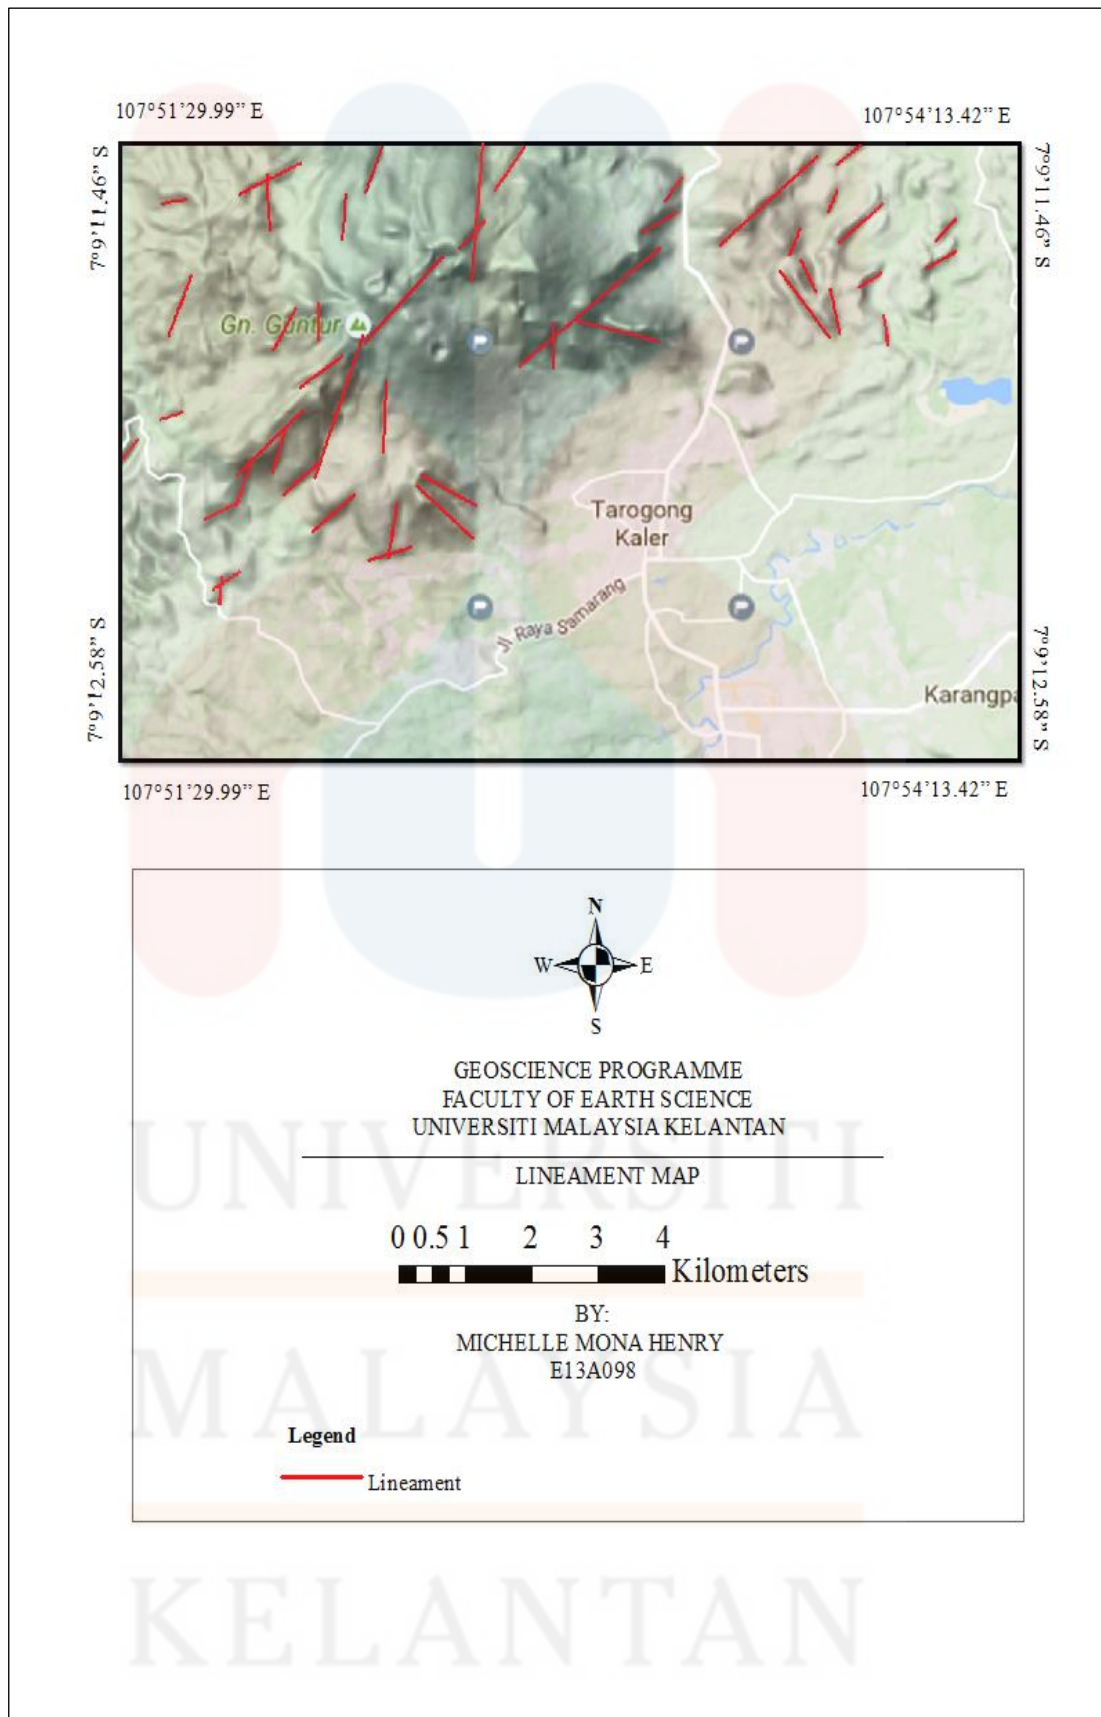 107°51’29.99” E
107°54’13.42” E
7°9’11.46” S
7°9’11.46” S
Gn. Guntur
Tarogong
Kaler
Jl. Raya Samarang
Karangpa
7°9’12.58” S
7°9’12.58” S
107°51’29.99” E
107°54’13.42” E
N
W E
S
GEOSCIENCE PROGRAMME
FACULTY OF EARTH SCIENCE
UNIVERSITI MALAYSIA KELANTAN
LINEAMENT MAP
0 0.5 1 2 3 4
Kilometers
BY:
MICHELLE MONA HENRY
E13A098
Legend
Lineament
UNIVERSITI
MALAYSIA
KELANTAN